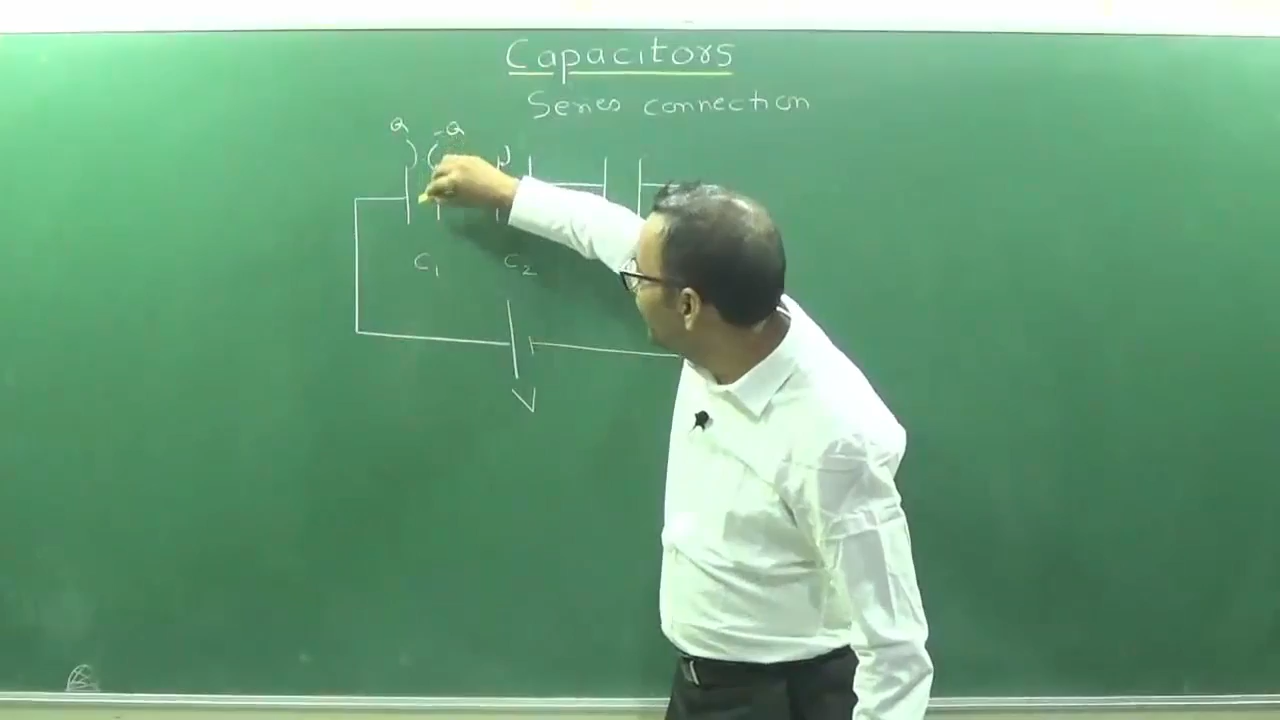 Capacitors
Series connection
Q -Q
C1 C2
V